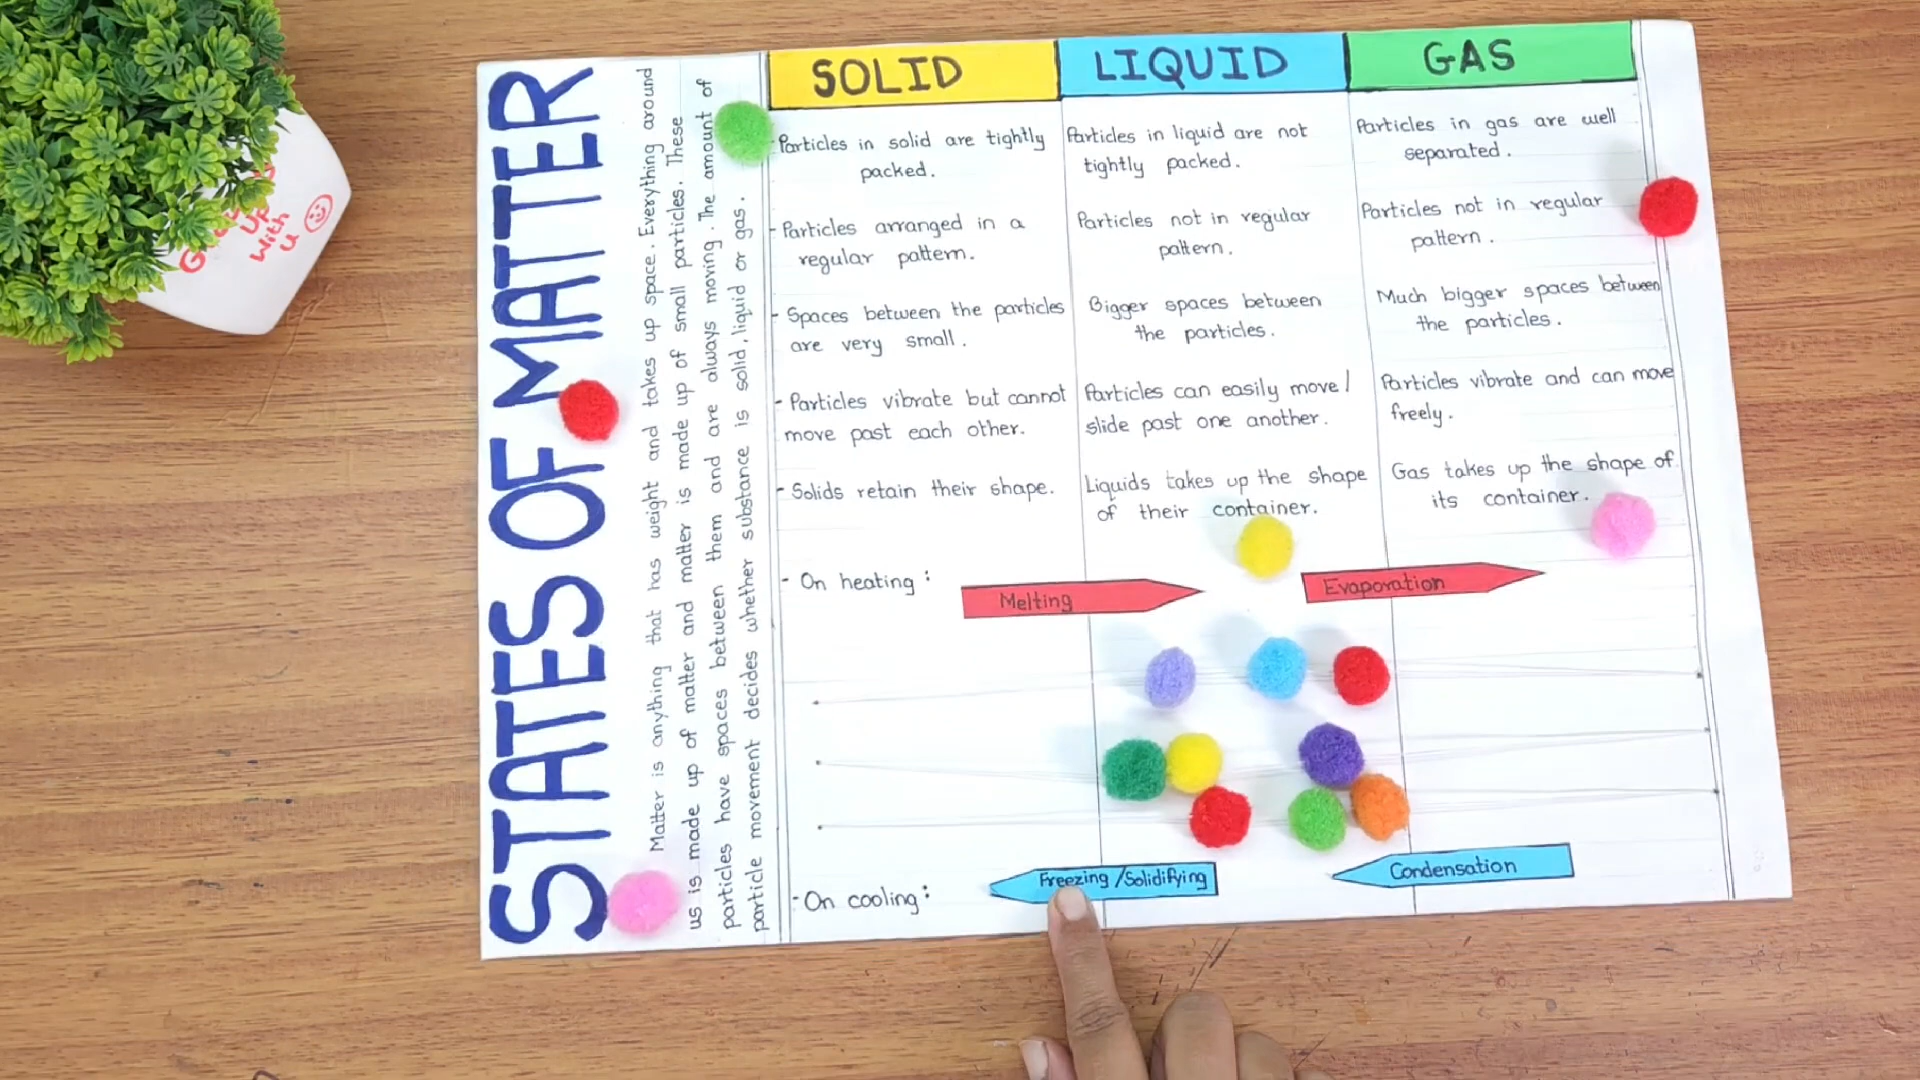 STATES OF MATTER
Matter is anything that has weight and takes up space. Everything around
us is made up of matter and matter is made up of small particles. These
particles have spaces between them and are always moving. The amount of
particle movement decides whether substance is solid, liquid or gas.
SOLID
- Particles in solid are tightly
packed.
- Particles arranged in a
regular pattern.
- Spaces between the particles
are very small.
- Particles vibrate but cannot
move past each other.
- Solids retain their shape.
LIQUID
Particles in liquid are not
tightly packed.
Particles not in regular
pattern.
Bigger spaces between
the particles.
Particles can easily move/
slide past one another.
Liquids takes up the shape
of their container.
GAS
Particles in gas are well
separated.
Particles not in regular
pattern.
Much bigger spaces between
the particles.
Particles vibrate and can move
freely.
Gas takes up the shape of
its container.
- On heating:
Melting
Evaporation
- On cooling:
Freezing/Solidifying
Condensation
Up
With
U